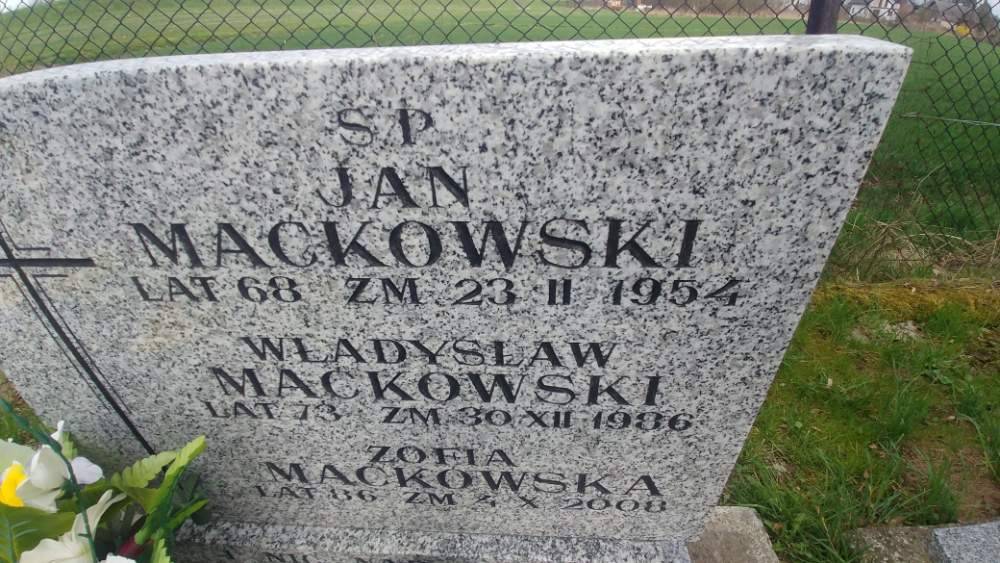 S P
JAN
MACKOWSKI
LAT 68 ZM 23 II 1954
WŁADYSŁAW
MACKOWSKI
LAT 73 ZM 30 XII 1986
ZOFIA
MACKOWSKA
LAT 86 ZM 4 X 2008